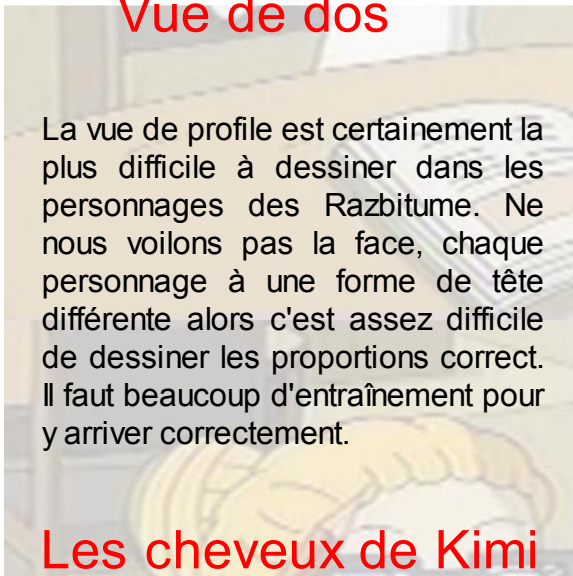 Vue de dos
La vue de profile est certainement la
plus difficile à dessiner dans les
personnages des Razbitume. Ne
nous voilons pas la face, chaque
personnage à une forme de tête
différente alors c'est assez difficile
de dessiner les proportions correct.
Il faut beaucoup d'entraînement pour
y arriver correctement.
Les cheveux de Kimi